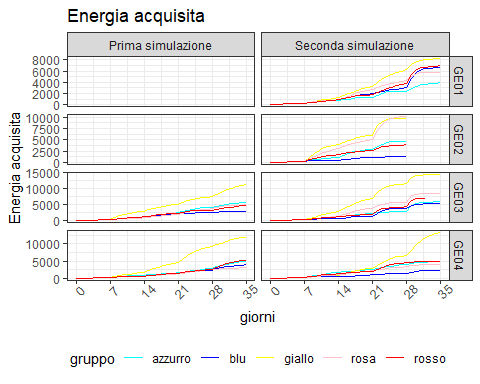 Energia acquisita
Prima simulazione
Seconda simulazione
Energia acquisita
8000
6000
4000
2000
0
GE01
10000
7500
5000
2500
0
GE02
15000
10000
5000
0
GE03
10000
5000
0
GE04
0 7 14 21 28 35
0 7 14 21 28 35
giorni
gruppo azzurro blu giallo rosa rosso